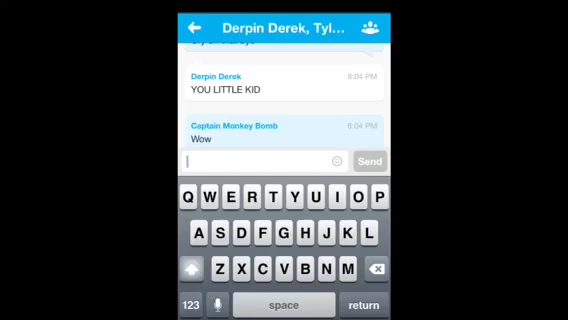 Derpin Derek, Tyl...
Derpin Derek 8:04 PM
YOU LITTLE KID
Captain Monkey Bomb 8:04 PM
Wow
Send
Q W E R T Y U I O P
A S D F G H J K L
Z X C V B N M
123 space return